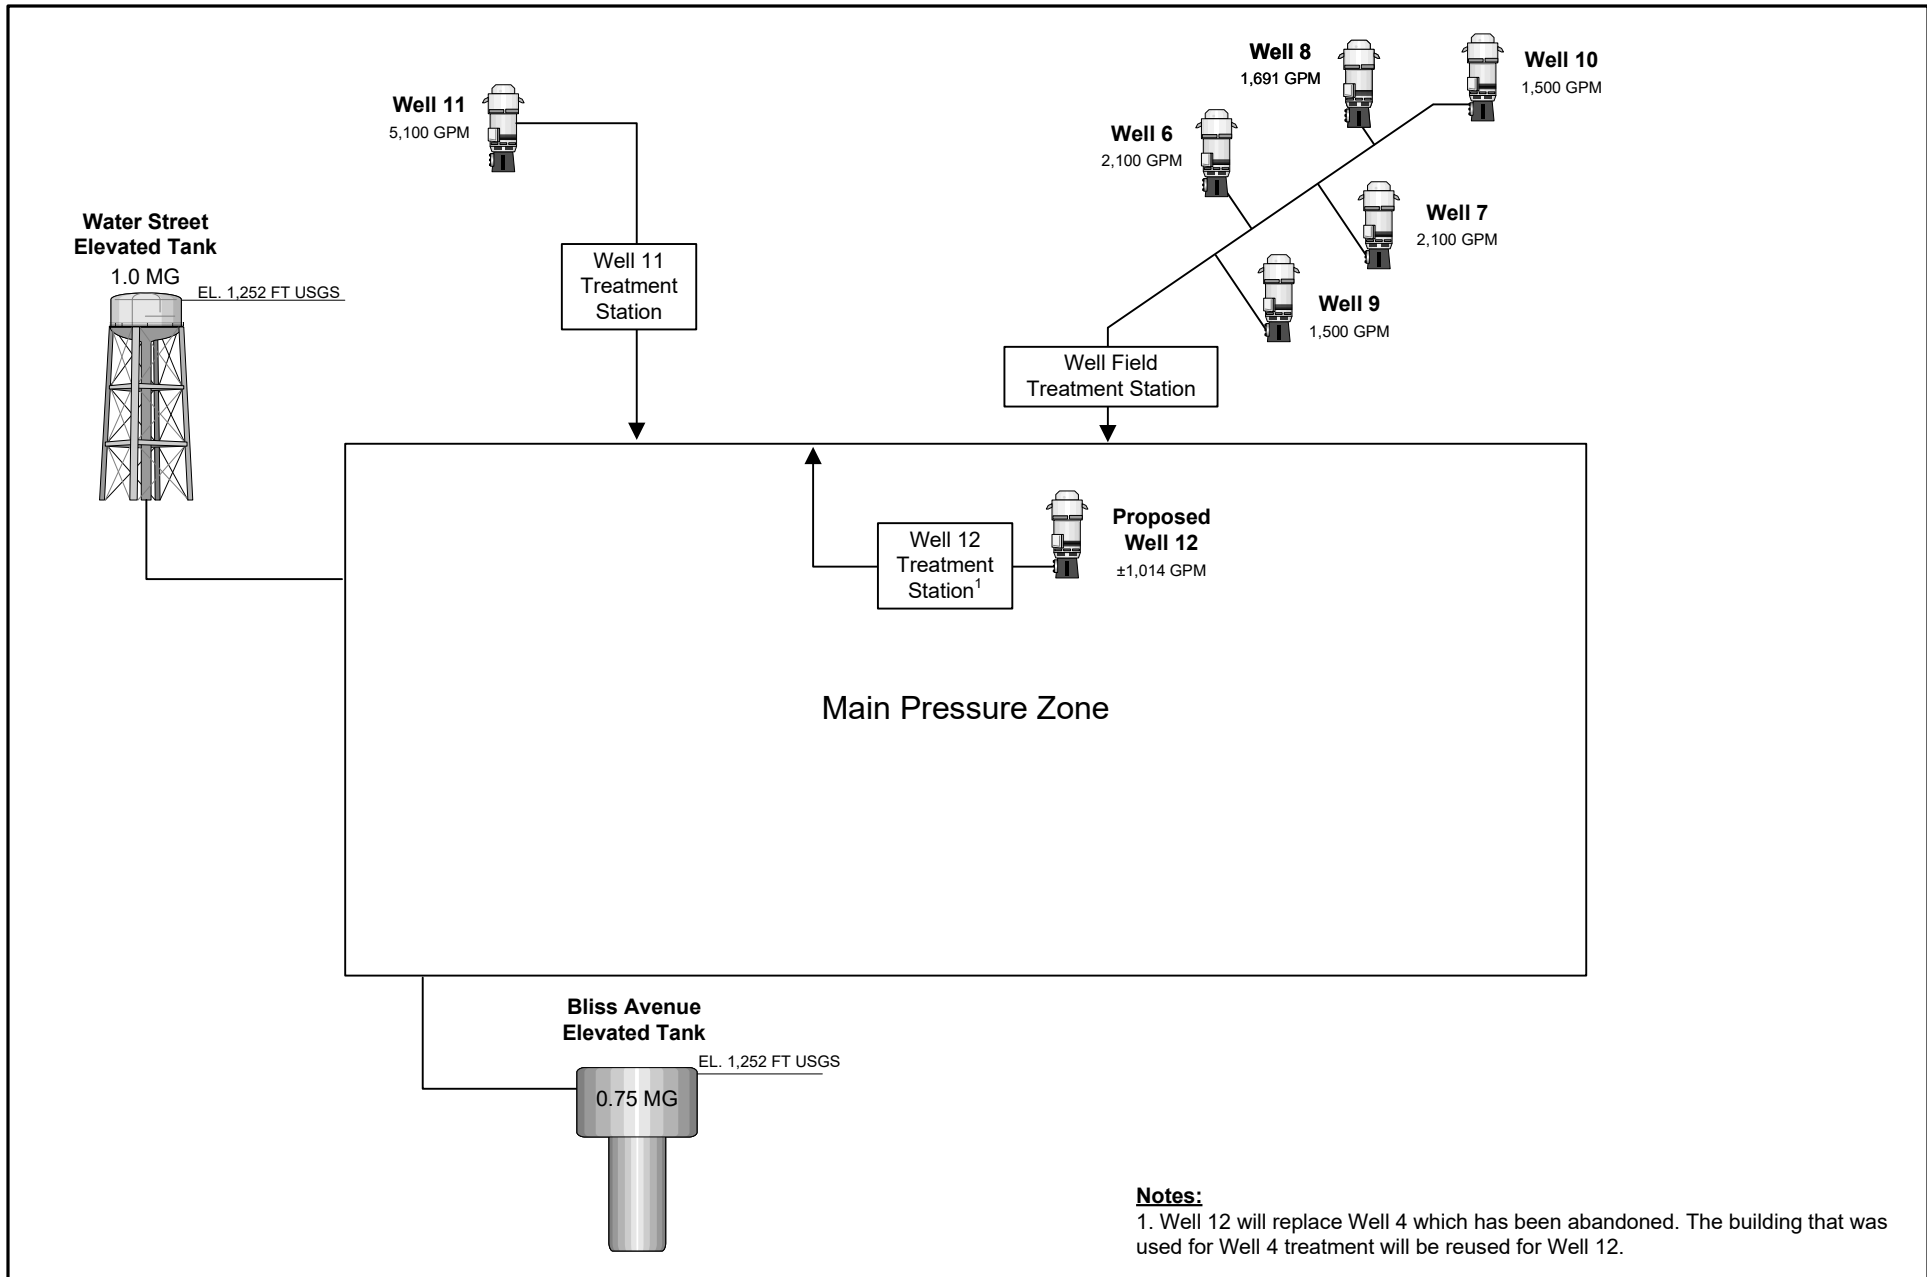 Well 11
5,100 GPM
Well 8
1,691 GPM
Well 10
1,500 GPM
Well 6
2,100 GPM
Well 7
2,100 GPM
Well 9
1,500 GPM
Water Street
Elevated Tank
1.0 MG
EL. 1,252 FT USGS
Well 11
Treatment
Station
Well Field
Treatment Station
Well 12
Treatment
Station¹
Proposed
Well 12
±1,014 GPM
Main Pressure Zone
Bliss Avenue
Elevated Tank
EL. 1,252 FT USGS
0.75 MG
Notes:
1. Well 12 will replace Well 4 which has been abandoned. The building that was
used for Well 4 treatment will be reused for Well 12.